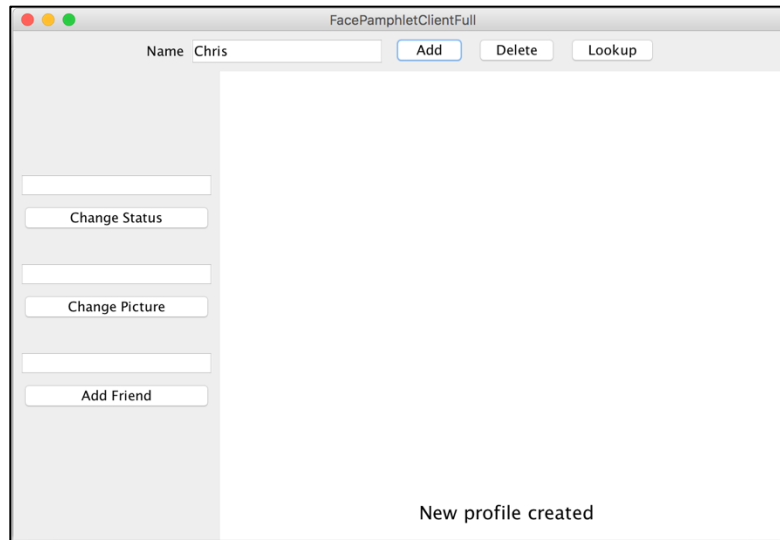 FacePamphletClientFull
Name Chris Add Delete Lookup
Change Status
Change Picture
Add Friend
New profile created